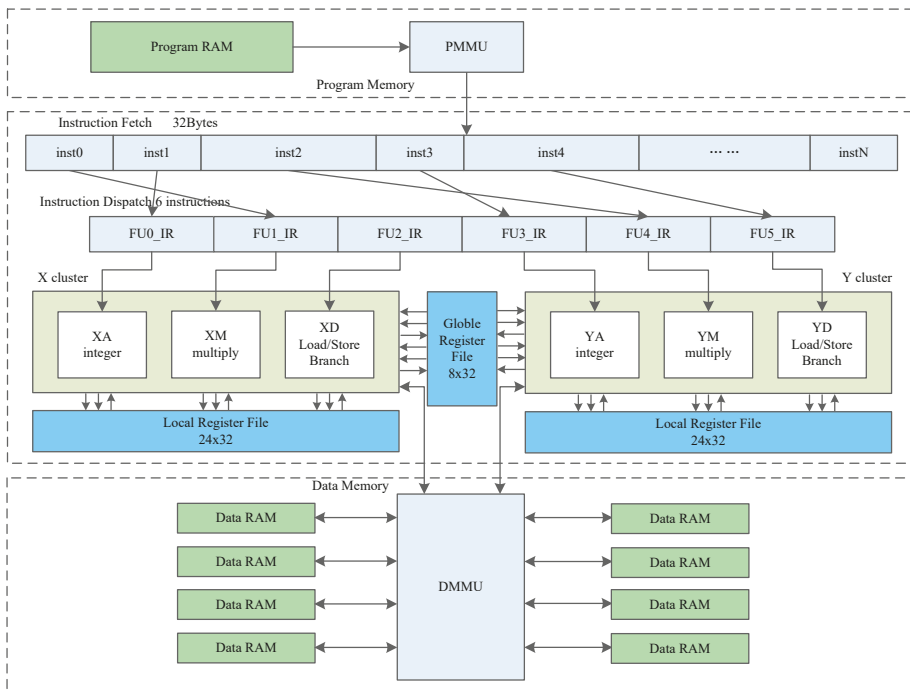 Program RAM
PMMU
Program Memory
Instruction Fetch 32Bytes
inst0 inst1 inst2 inst3 inst4 ... ... instN
Instruction Dispatch 6 instructions
FU0_IR FU1_IR FU2_IR FU3_IR FU4_IR FU5_IR
X cluster
Y cluster
XA
integer
XM
multiply
XD
Load/Store
Branch
Globle
Register
File
8x32
YA
integer
YM
multiply
YD
Load/Store
Branch
Local Register File
24x32
Local Register File
24x32
Data Memory
Data RAM
Data RAM
Data RAM
Data RAM
DMMU
Data RAM
Data RAM
Data RAM
Data RAM